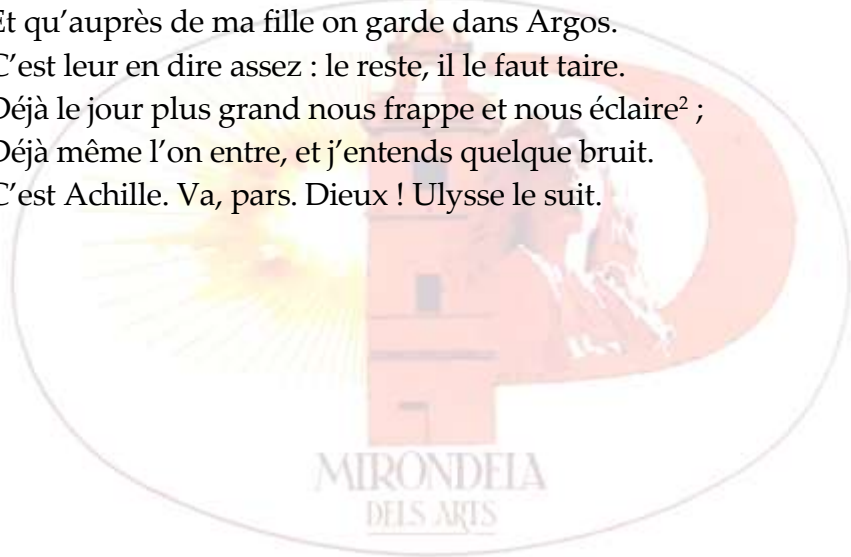 Et qu’auprès de ma fille on garde dans Argos.
C’est leur en dire assez : le reste, il le faut taire.
Déjà le jour plus grand nous frappe et nous éclaire² ;
Déjà même l’on entre, et j’entends quelque bruit.
C’est Achille. Va, pars. Dieux ! Ulysse le suit.
MIRONDELA
DELS ARTS